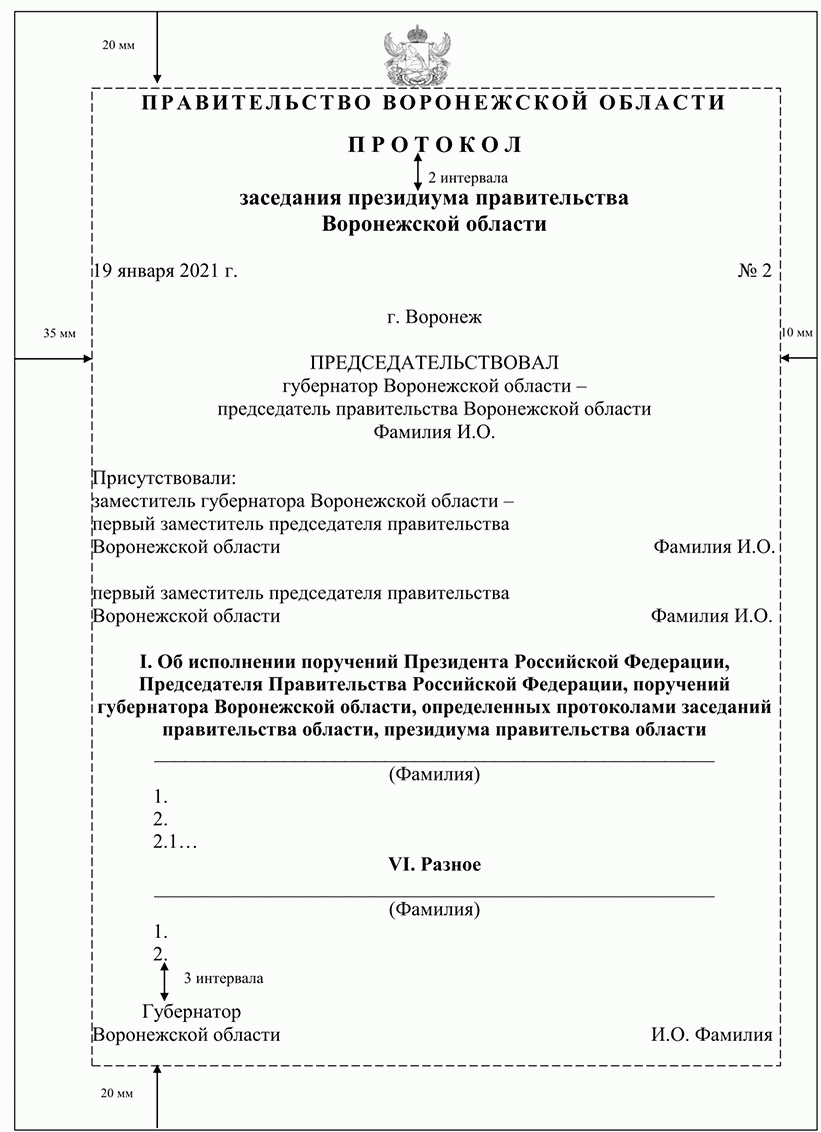 20 мм
ПРАВИТЕЛЬСТВО ВОРОНЕЖСКОЙ ОБЛАСТИ
ПРОТОКОЛ
2 интервала
заседания президиума правительства
Воронежской области
19 января 2021 г. № 2
г. Воронеж
35 мм
10 мм
ПРЕДСЕДАТЕЛЬСТВОВАЛ
губернатор Воронежской области –
председатель правительства Воронежской области
Фамилия И.О.
Присутствовали:
заместитель губернатора Воронежской области –
первый заместитель председателя правительства
Воронежской области Фамилия И.О.
первый заместитель председателя правительства
Воронежской области Фамилия И.О.
I. Об исполнении поручений Президента Российской Федерации,
Председателя Правительства Российской Федерации, поручений
губернатора Воронежской области, определенных протоколами заседаний
правительства области, президиума правительства области
(Фамилия)
1.
2.
2.1…
VI. Разное
(Фамилия)
1.
2.
3 интервала
Губернатор
Воронежской области И.О. Фамилия
20 мм